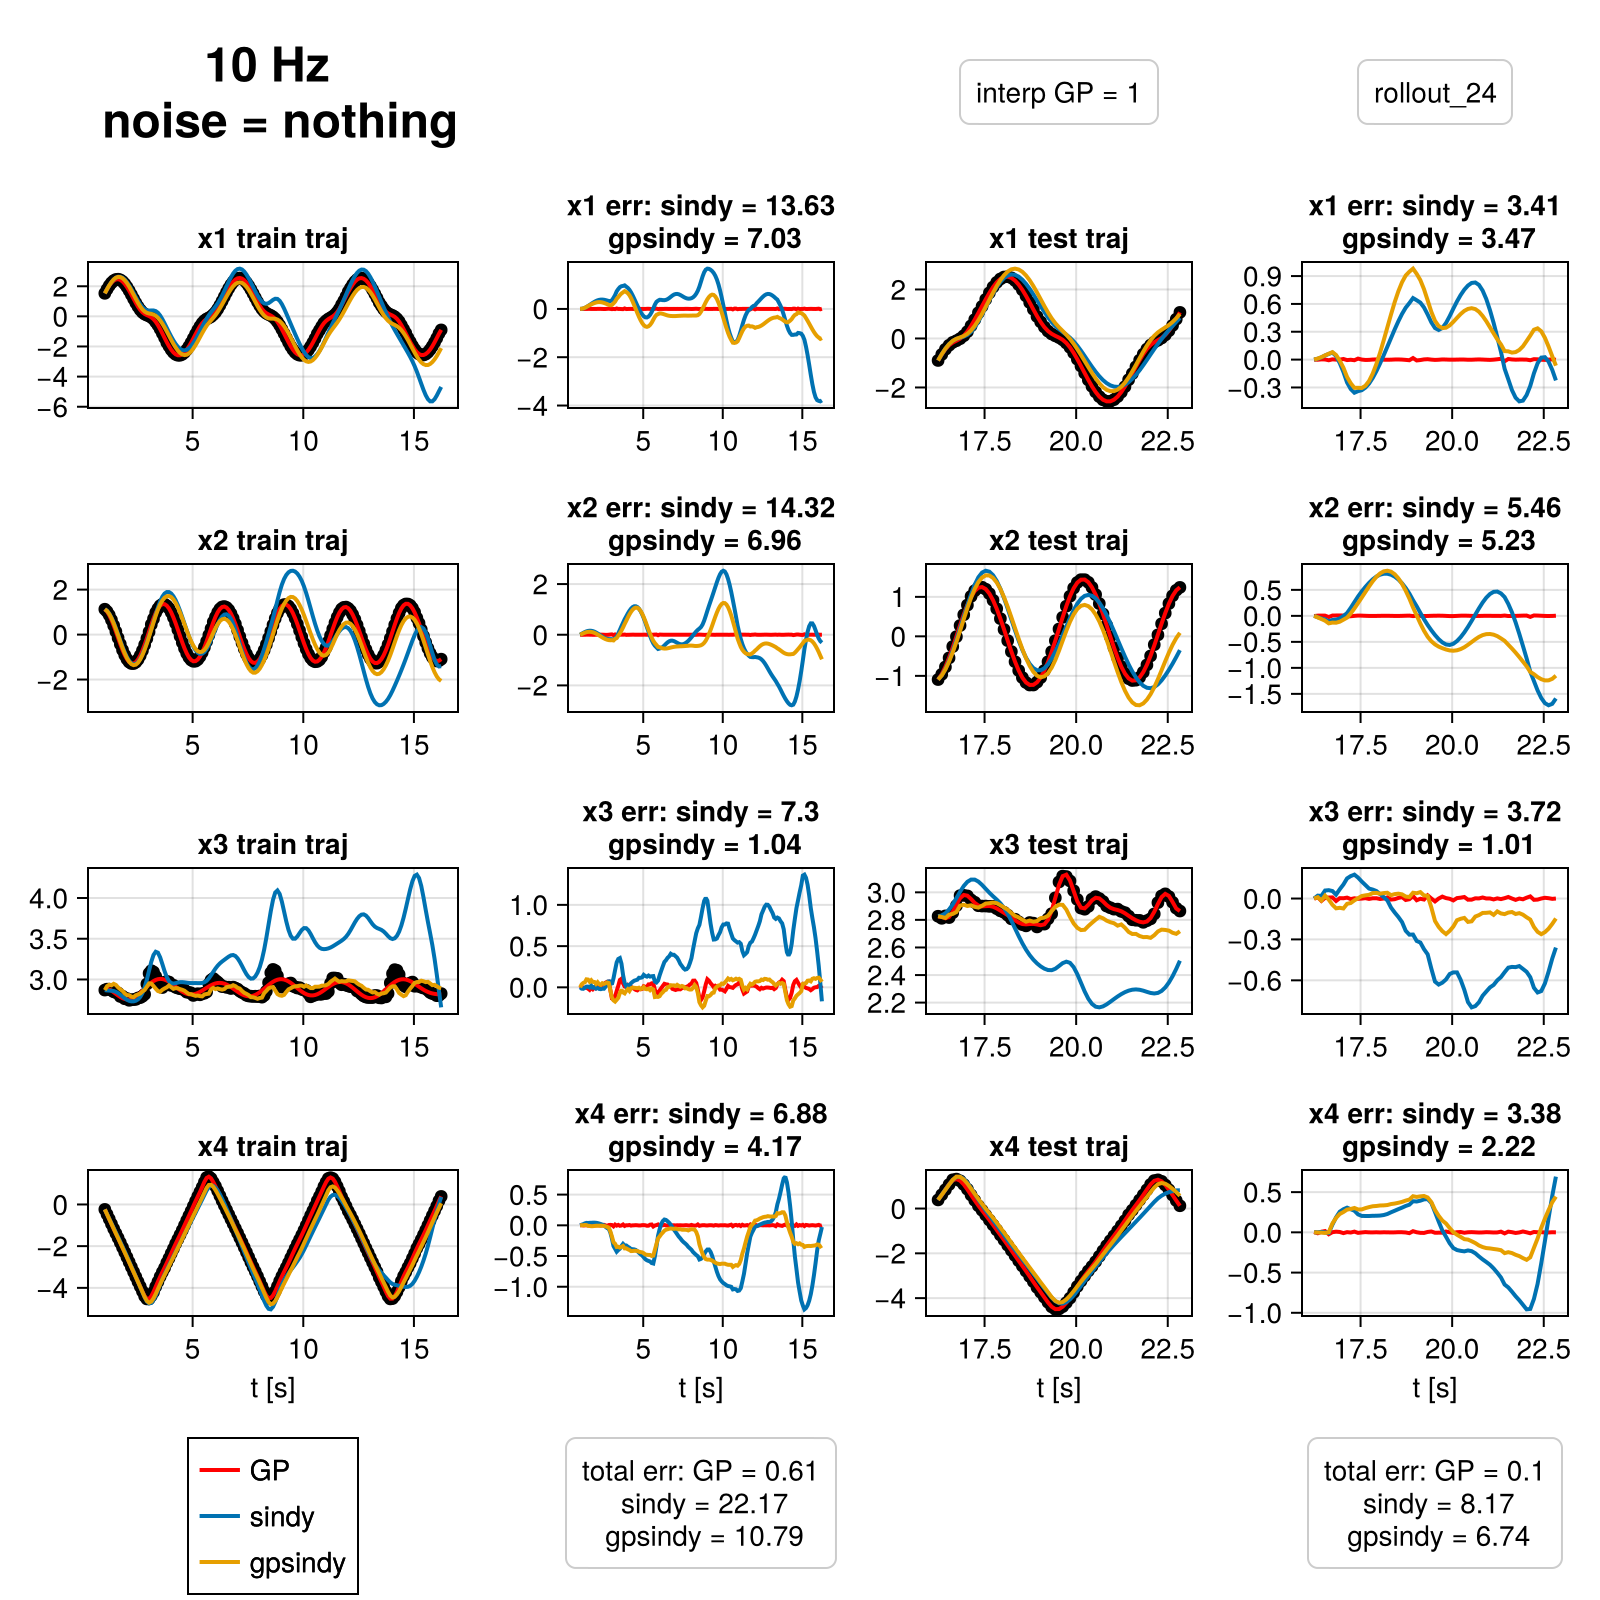 10 Hz
noise = nothing
interp GP = 1
rollout_24
x1 train traj
2
0
−2
−4
−6
5
10
15
x1 err: sindy = 13.63
gpsindy = 7.03
0
−2
−4
5
10
15
x1 test traj
2
0
−2
17.5
20.0
22.5
x1 err: sindy = 3.41
gpsindy = 3.47
0.9
0.6
0.3
0.0
−0.3
17.5
20.0
22.5
x2 train traj
2
0
−2
5
10
15
x2 err: sindy = 14.32
gpsindy = 6.96
2
0
−2
5
10
15
x2 test traj
1
0
−1
17.5
20.0
22.5
x2 err: sindy = 5.46
gpsindy = 5.23
0.5
0.0
−0.5
−1.0
−1.5
17.5
20.0
22.5
x3 train traj
4.0
3.5
3.0
5
10
15
x3 err: sindy = 7.3
gpsindy = 1.04
1.0
0.5
0.0
5
10
15
x3 test traj
3.0
2.8
2.6
2.4
2.2
17.5
20.0
22.5
x3 err: sindy = 3.72
gpsindy = 1.01
0.0
−0.3
−0.6
17.5
20.0
22.5
x4 train traj
0
−2
−4
5
10
15
t [s]
x4 err: sindy = 6.88
gpsindy = 4.17
0.5
0.0
−0.5
−1.0
5
10
15
t [s]
x4 test traj
0
−2
−4
17.5
20.0
22.5
t [s]
x4 err: sindy = 3.38
gpsindy = 2.22
0.5
0.0
−0.5
−1.0
17.5
20.0
22.5
t [s]
GP
sindy
gpsindy
total err: GP = 0.61
sindy = 22.17
gpsindy = 10.79
total err: GP = 0.1
sindy = 8.17
gpsindy = 6.74